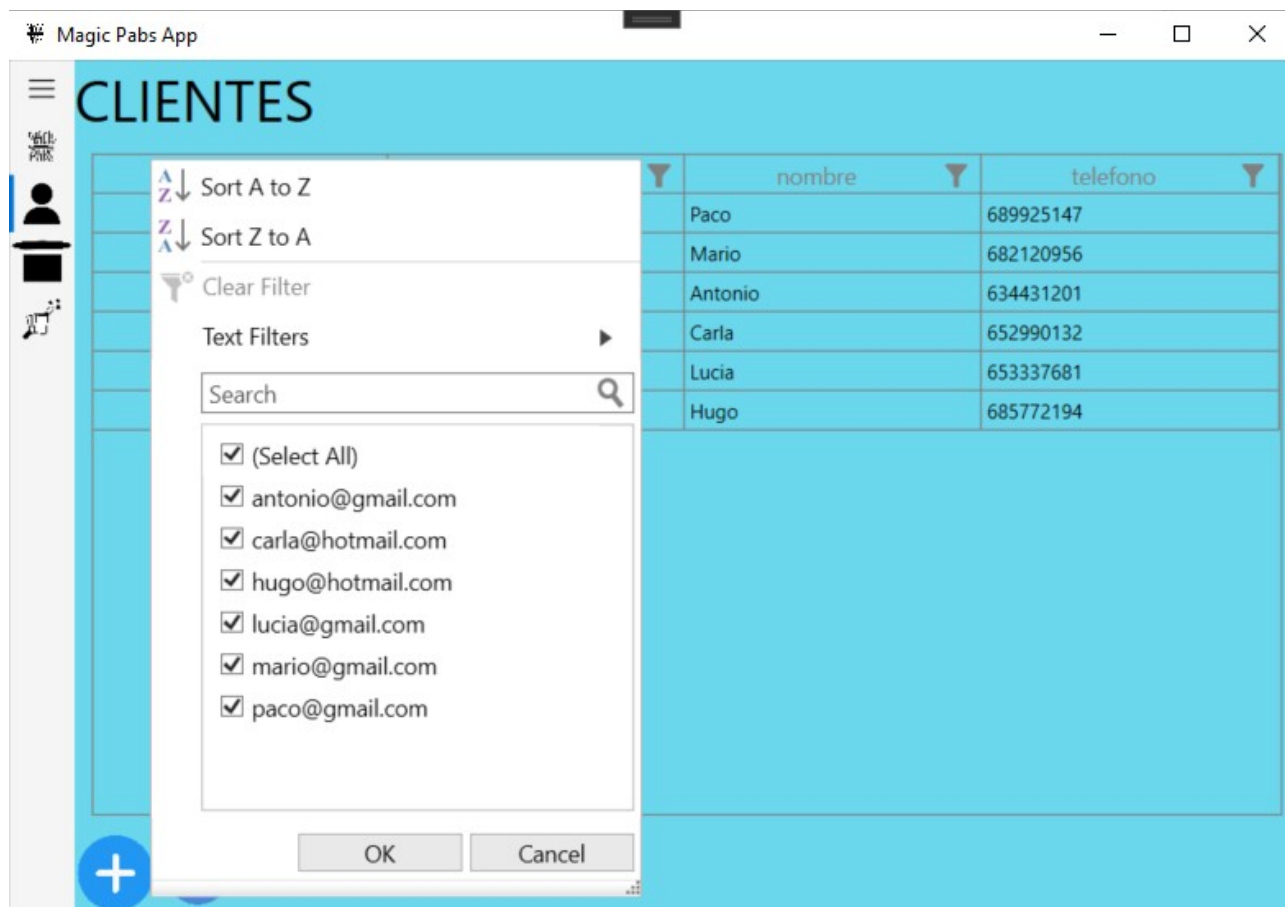 Magic Pabs App
CLIENTES
nombre telefono
Sort A to Z
Sort Z to A
Clear Filter
Text Filters
Search
(Select All)
antonio@gmail.com
carla@hotmail.com
hugo@hotmail.com
lucia@gmail.com
mario@gmail.com
paco@gmail.com
OK Cancel
Paco 689925147
Mario 682120956
Antonio 634431201
Carla 652990132
Lucia 653337681
Hugo 685772194